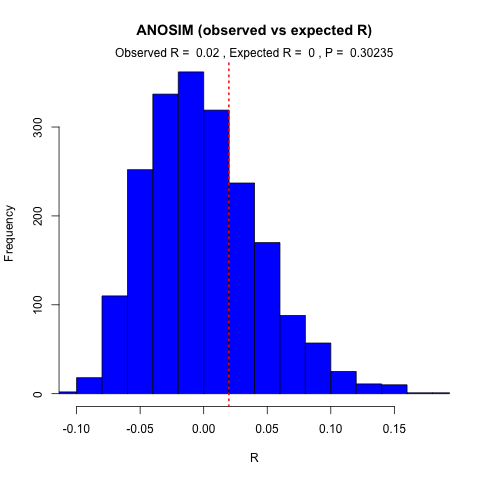 ANOSIM (observed vs expected R)
Observed R =  0.02 , Expected R =  0 , P =  0.30235
Frequency
300
200
100
0
-0.10 -0.05 0.00 0.05 0.10 0.15
R